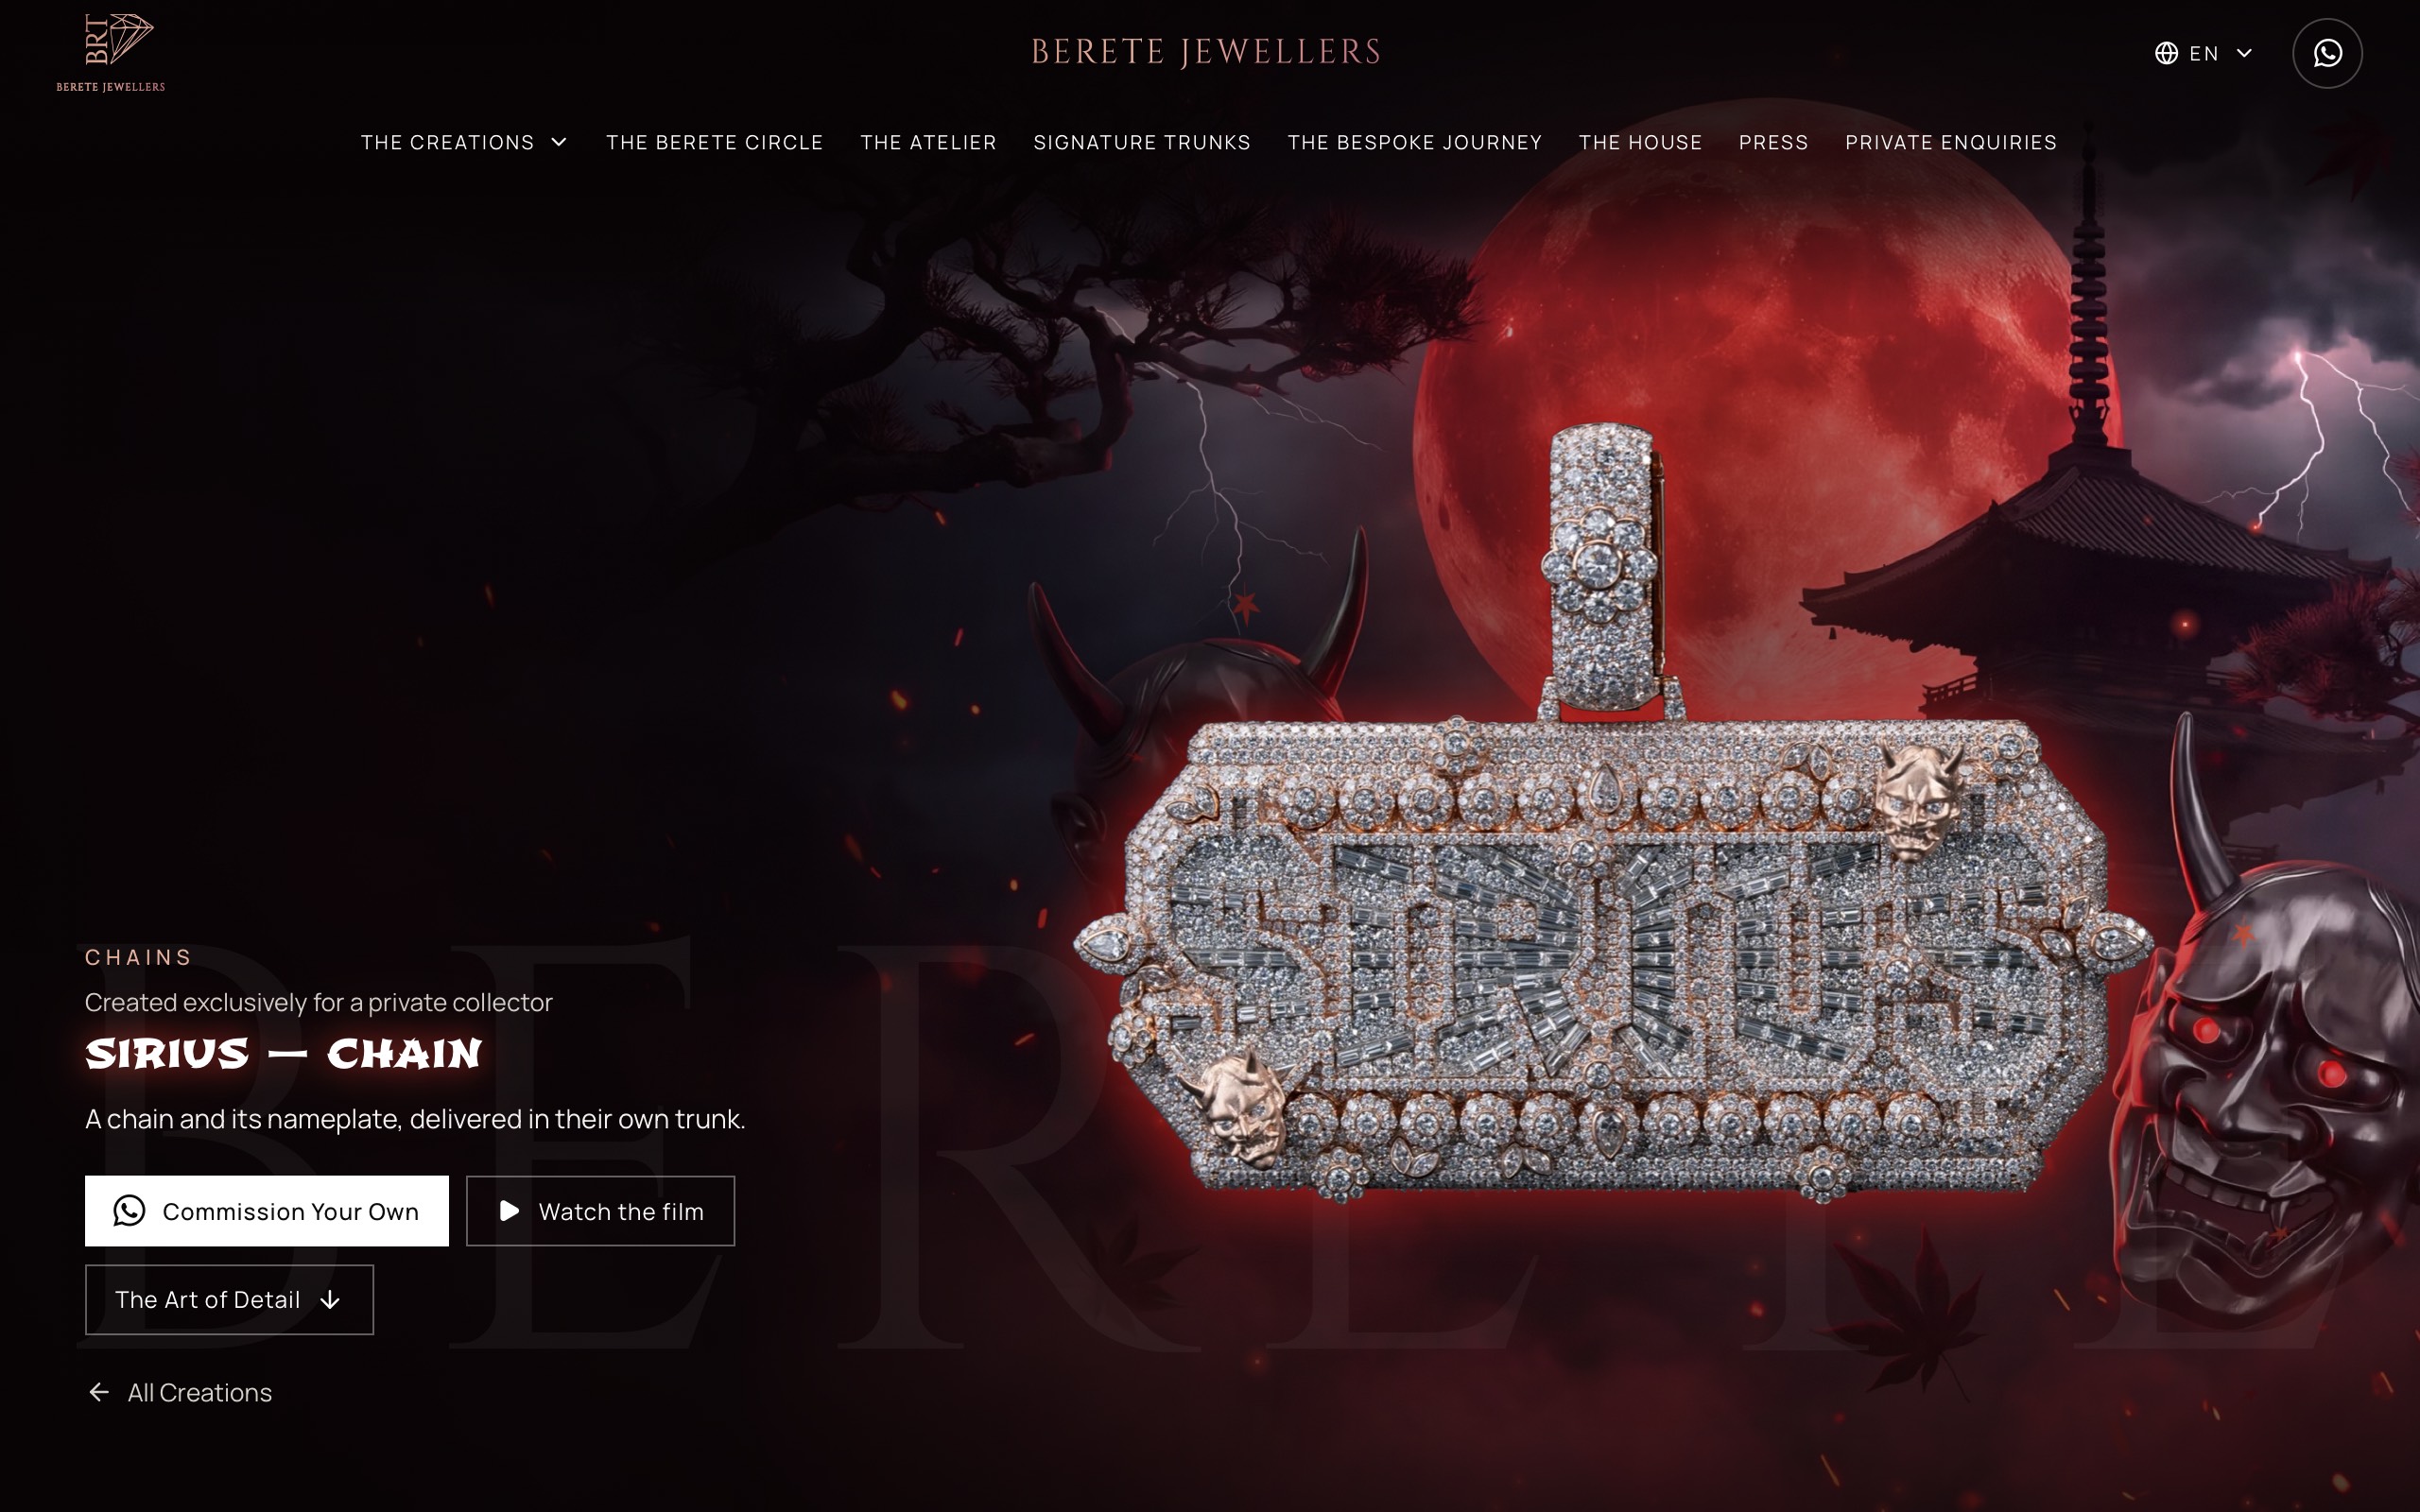 BRT
BERETE JEWELLERS
BERETE JEWELLERS
EN
THE CREATIONS
THE BERETE CIRCLE
THE ATELIER
SIGNATURE TRUNKS
THE BESPOKE JOURNEY
THE HOUSE
PRESS
PRIVATE ENQUIRIES
SIRIUS
BERETE
CHAINS
Created exclusively for a private collector
SIRIUS — CHAIN
A chain and its nameplate, delivered in their own trunk.
Commission Your Own
Watch the film
The Art of Detail
All Creations